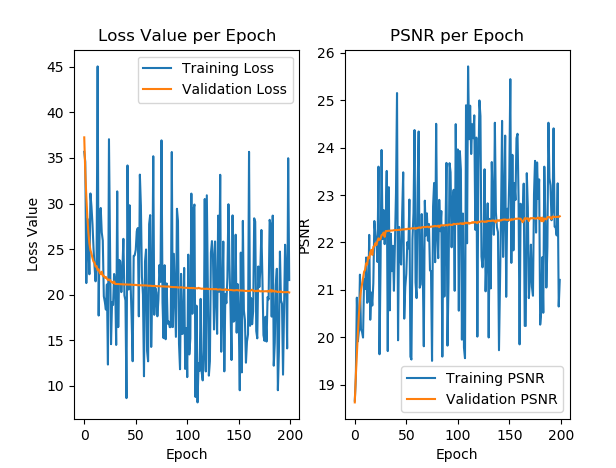 Loss Value per Epoch
Loss Value
45
40
35
30
25
20
15
10
Training Loss
Validation Loss
0
50
100
150
200
Epoch
PSNR per Epoch
PSNR
26
25
24
23
22
21
20
19
Training PSNR
Validation PSNR
0
50
100
150
200
Epoch